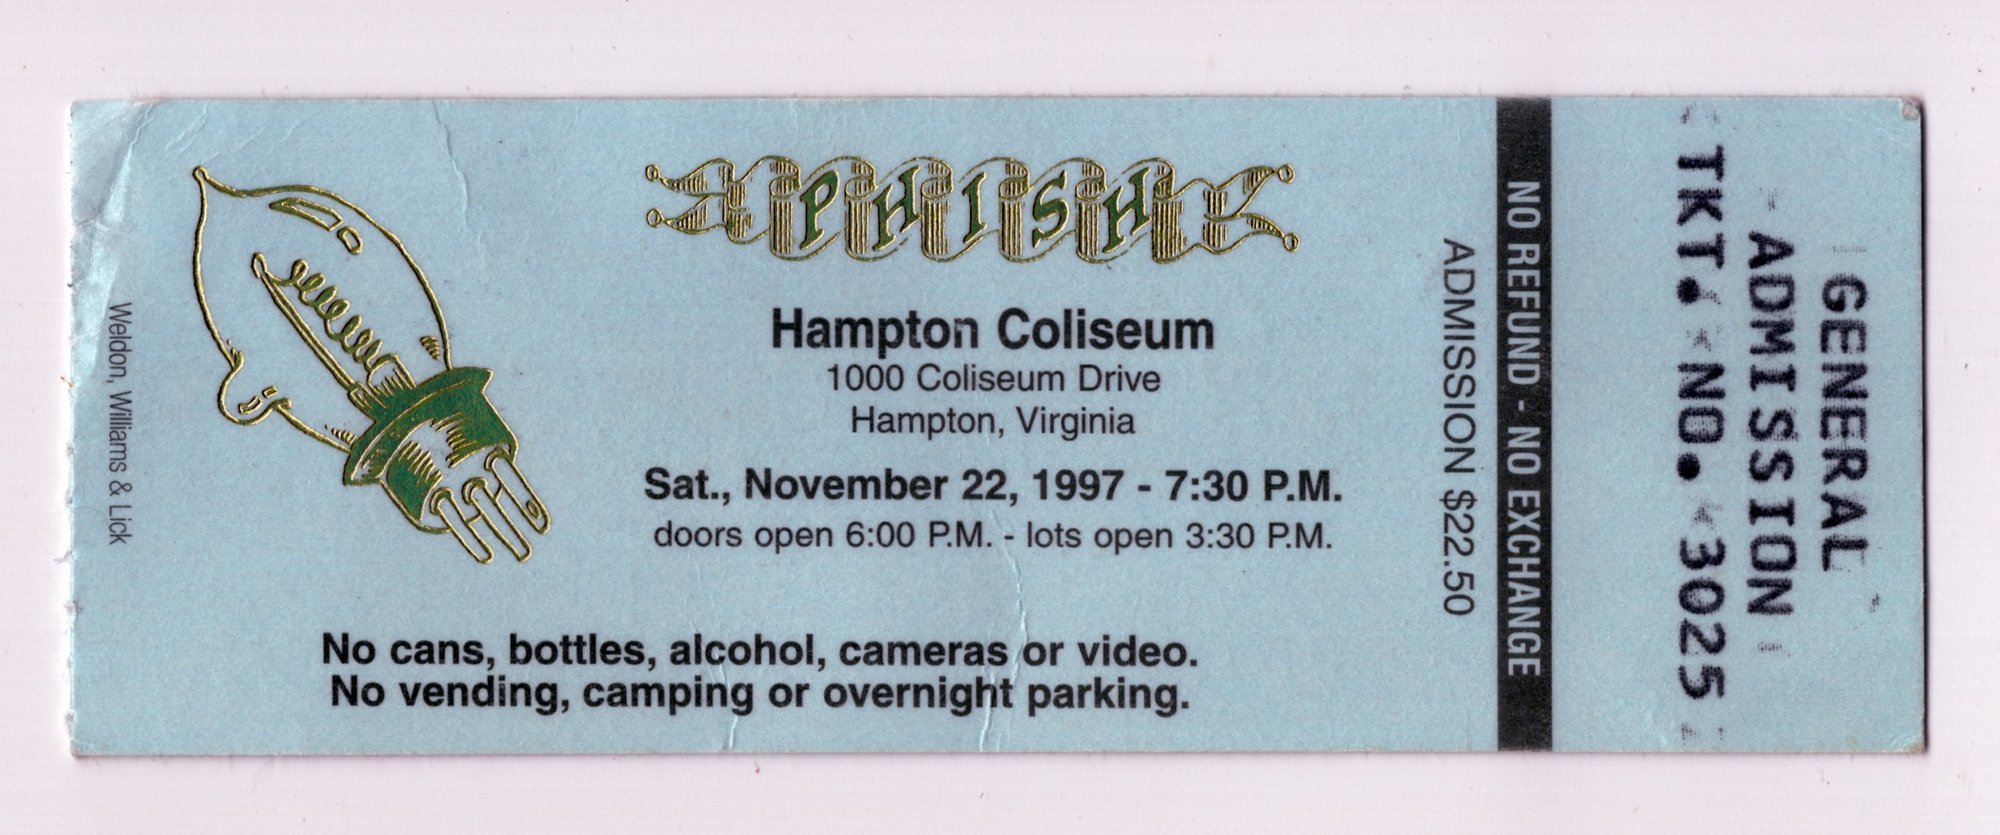 PHISH
Hampton Coliseum
1000 Coliseum Drive
Hampton, Virginia
Sat., November 22, 1997 - 7:30 P.M.
doors open 6:00 P.M. - lots open 3:30 P.M.
No cans, bottles, alcohol, cameras or video.
No vending, camping or overnight parking.
Weldon, Williams & Lick
ADMISSION $22.50
NO REFUND - NO EXCHANGE
GENERAL
ADMISSION
TKT. NO. 3025